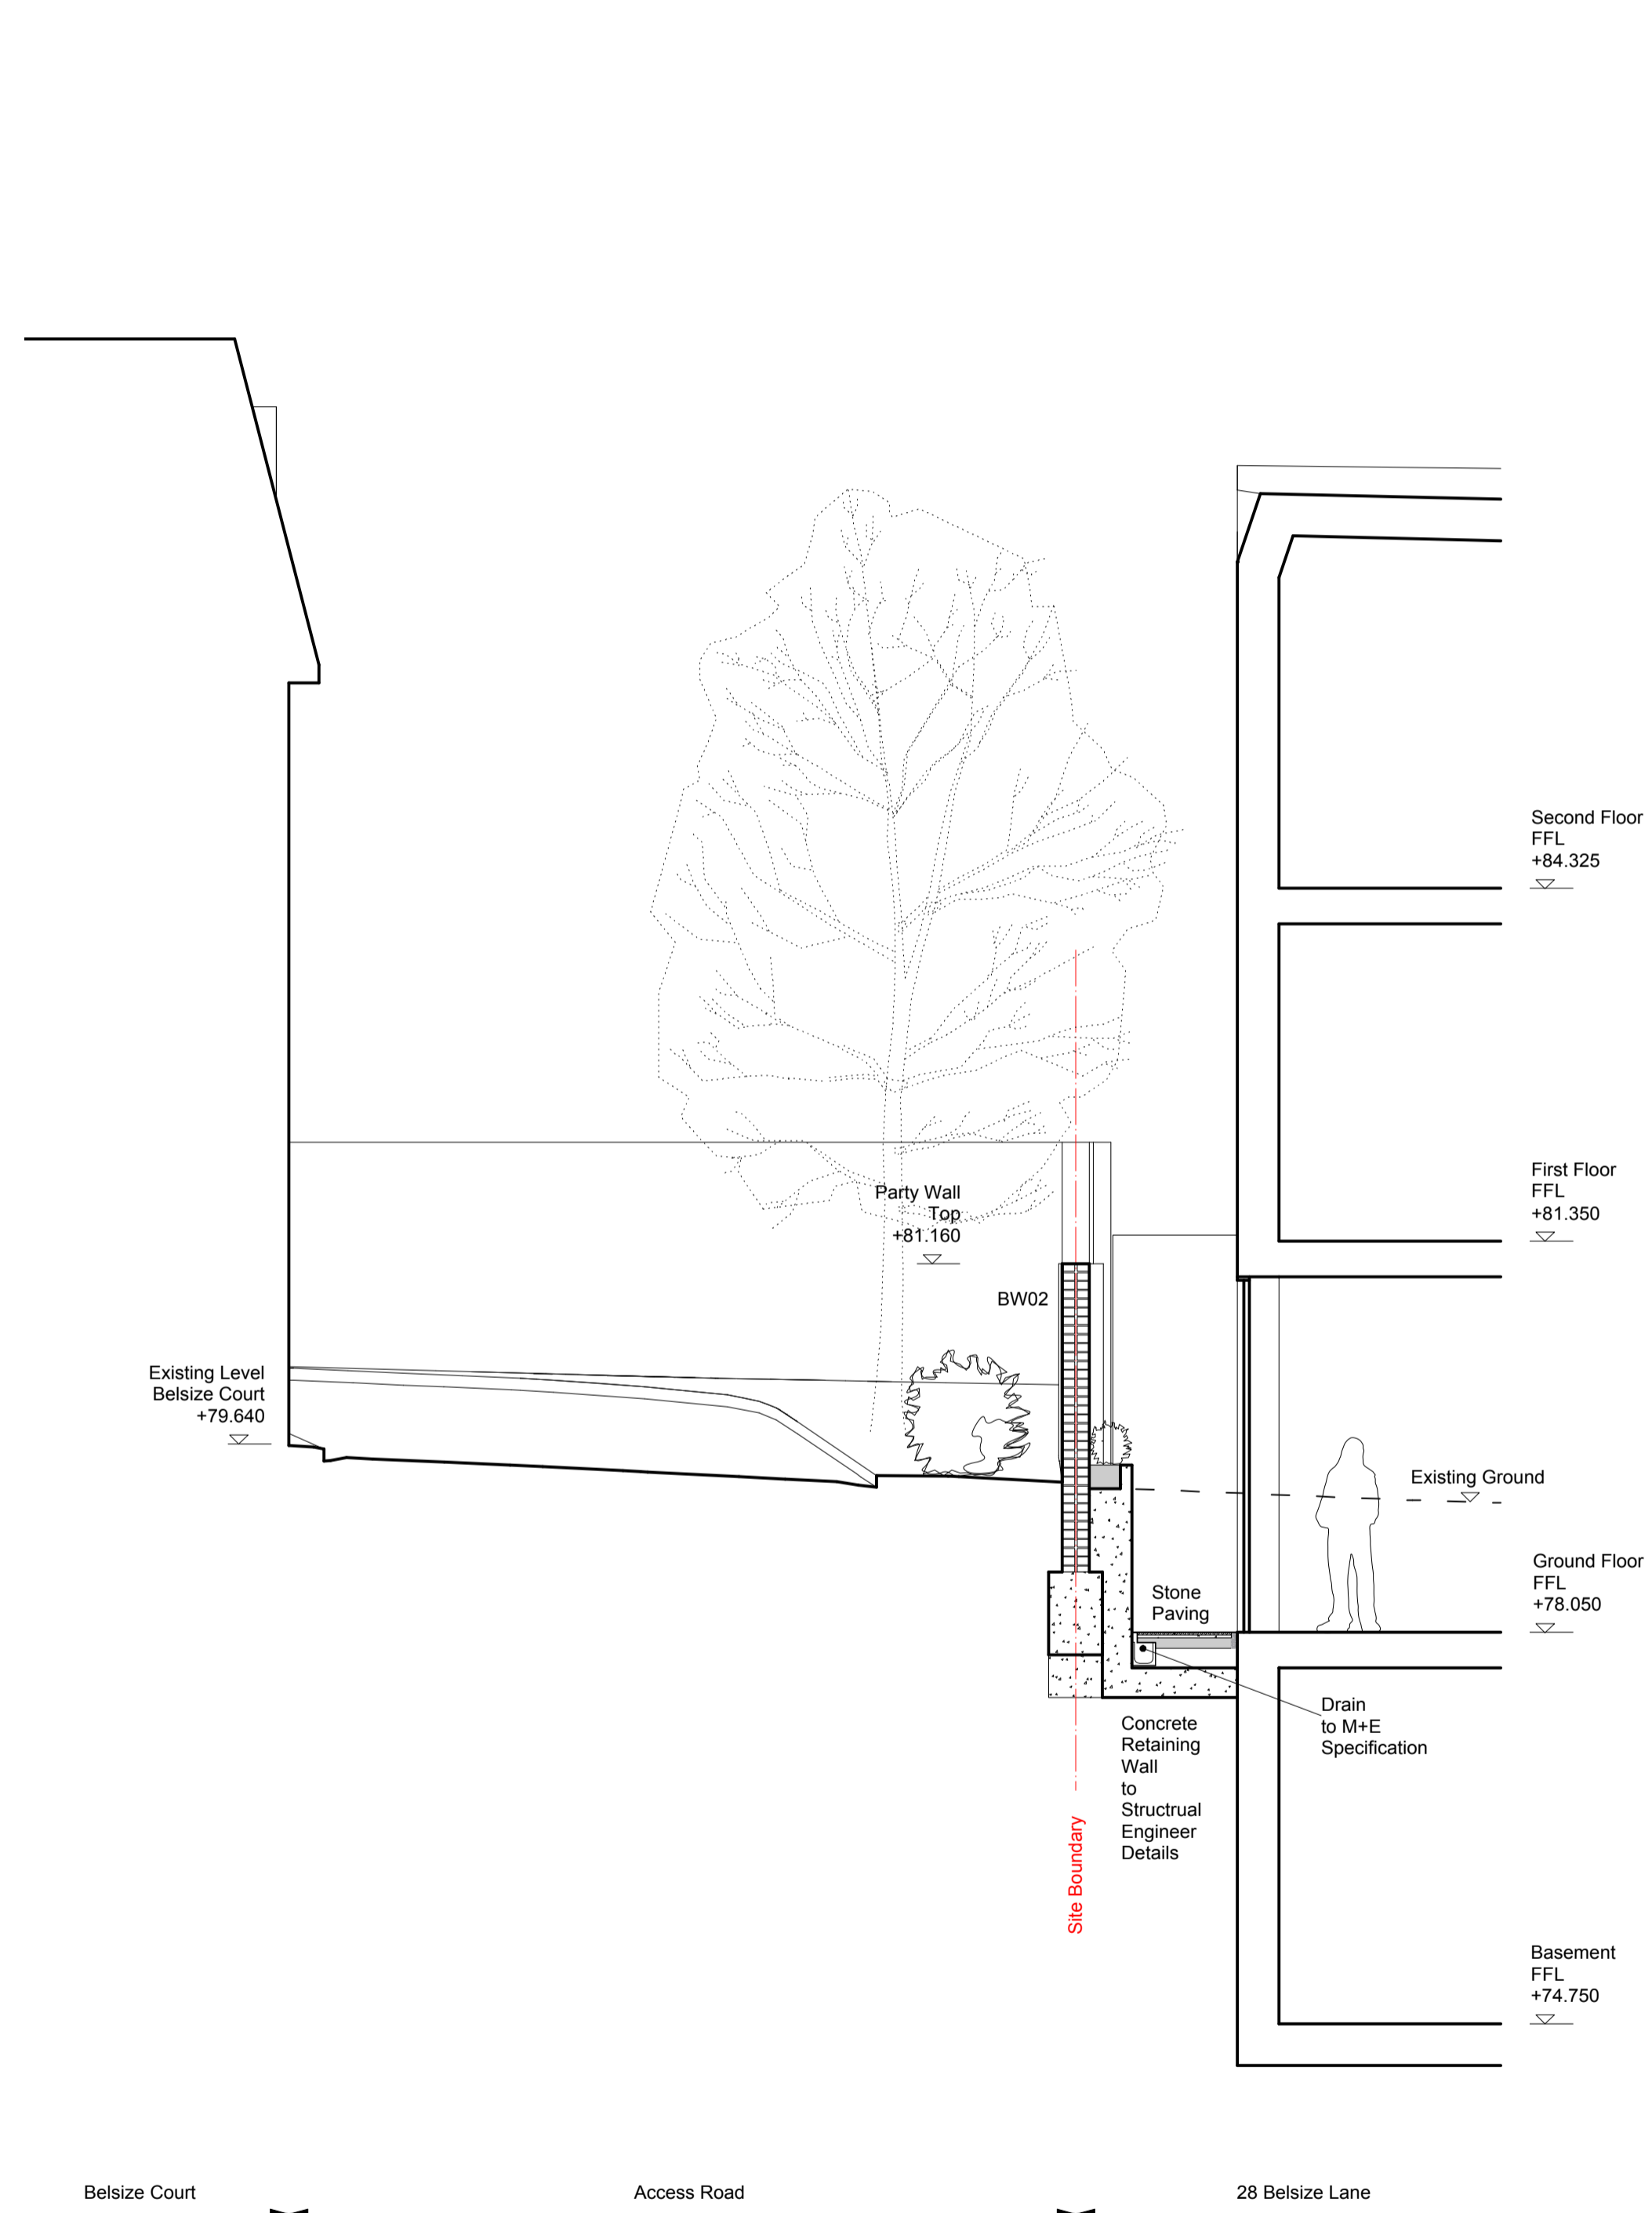 Second Floor
FFL
+84.325
First Floor
FFL
+81.350
Party Wall
Top
+81.160
BW02
Existing Level
Belsize Court
+79.640
Existing Ground
Ground Floor
FFL
+78.050
Stone
Paving
Drain
to M+E
Specification
Concrete
Retaining
Wall
to
Structrual
Engineer
Details
Site Boundary
Basement
FFL
+74.750
Belsize Court
Access Road
28 Belsize Lane